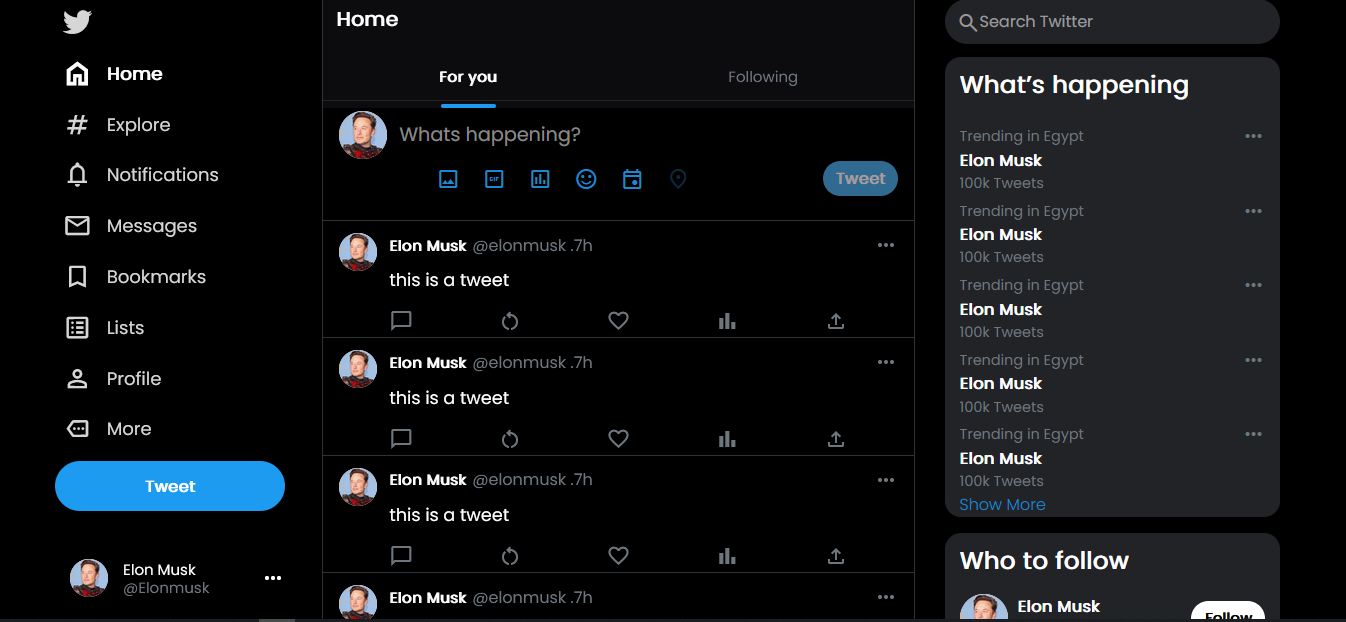 Home
Explore
Notifications
Messages
Bookmarks
Lists
Profile
More
Tweet
Elon Musk
@Elonmusk
Home
For you
Following
Whats happening?
GIF
Tweet
Elon Musk @elonmusk .7h
this is a tweet
Elon Musk @elonmusk .7h
this is a tweet
Elon Musk @elonmusk .7h
this is a tweet
Elon Musk @elonmusk .7h
Search Twitter
What’s happening
Trending in Egypt
Elon Musk
100k Tweets
Trending in Egypt
Elon Musk
100k Tweets
Trending in Egypt
Elon Musk
100k Tweets
Trending in Egypt
Elon Musk
100k Tweets
Trending in Egypt
Elon Musk
100k Tweets
Show More
Who to follow
Elon Musk
Follow